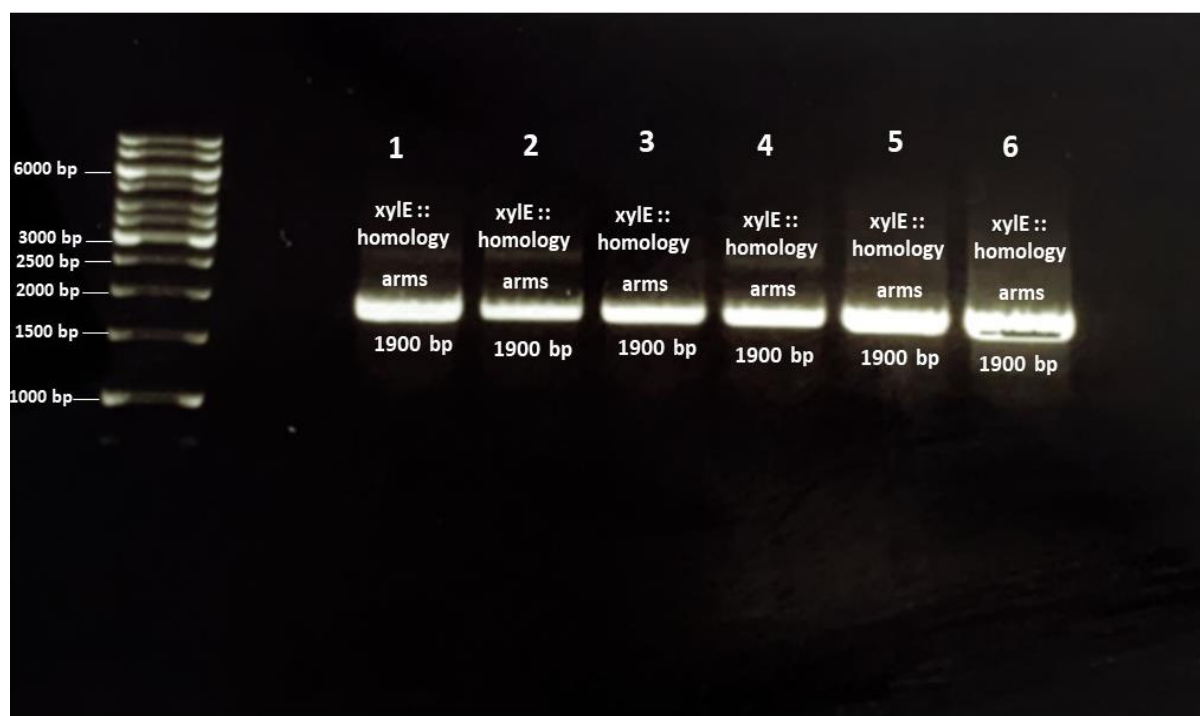 6000 bp
3000 bp
2500 bp
2000 bp
1500 bp
1000 bp
1
xylE ::
homology
arms
1900 bp
2
xylE ::
homology
arms
1900 bp
3
xylE ::
homology
arms
1900 bp
4
xylE ::
homology
arms
1900 bp
5
xylE ::
homology
arms
1900 bp
6
xylE ::
homology
arms
1900 bp